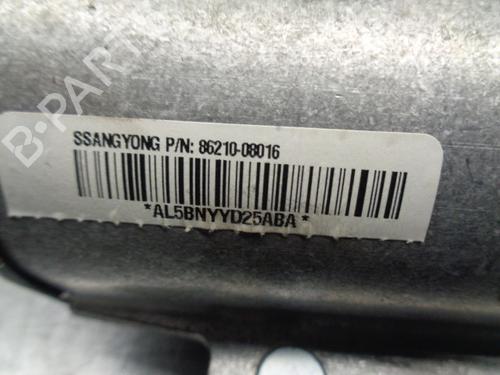 SSANGYONG P/N: 86210-08016
*AL5BNYYD25ABA*
B-PARTS